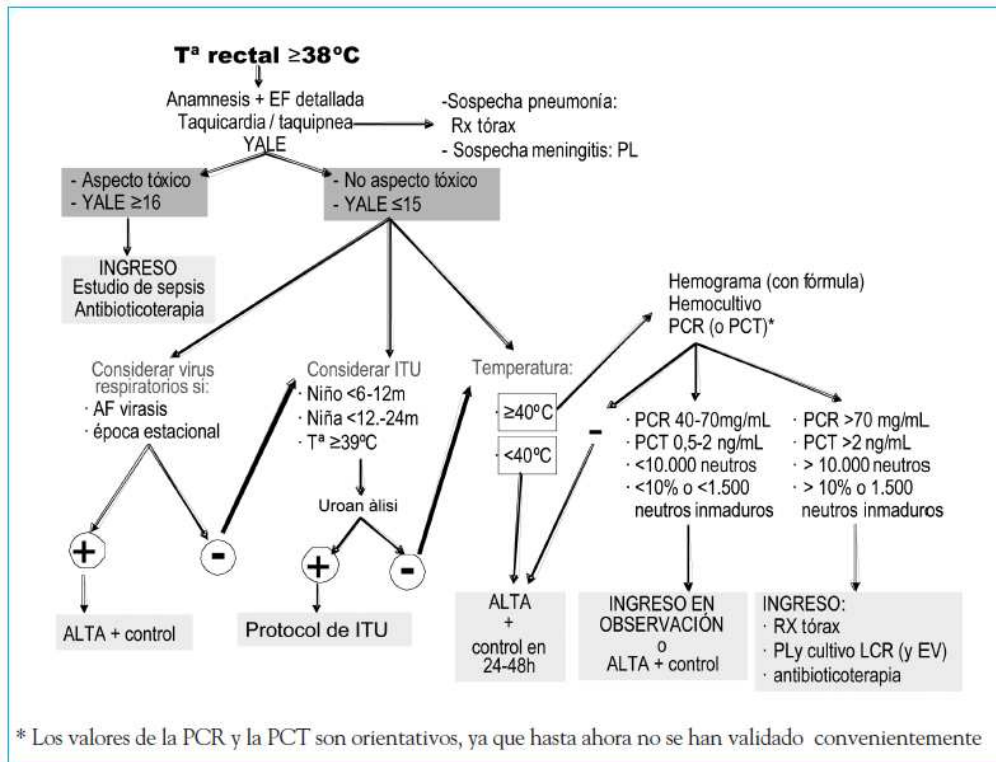 Tª rectal ≥38ºC
Anamnesis + EF detallada
Taquicardia / taquipnea
YALE
-Sospecha pneumonía:
Rx tórax
- Sospecha meningitis: PL
- Aspecto tóxico
- YALE ≥16
- No aspecto tóxico
- YALE ≤15
INGRESO
Estudio de sepsis
Antibioticoterapia
Hemograma (con fórmula)
Hemocultivo
PCR (o PCT)*
Considerar virus
respiratorios si:
· AF virasis
· época estacional
Considerar ITU
· Niño <6-12m
· Niña <12.-24m
· Tª ≥39ºC
Uroan àlisi
Temperatura:
· ≥40ºC
· <40ºC
-
· PCR 40-70mg/mL
· PCT 0,5-2 ng/mL
· <10.000 neutros
· <10% o <1.500
neutros inmaduros
· PCR >70 mg/mL
· PCT >2 ng/mL
· > 10.000 neutros
· > 10% o 1.500
neutros inmaduros
+
-
+
-
ALTA + control
Protocol de ITU
ALTA
+
control en
24-48h
INGRESO EN
OBSERVACIÓN
o
ALTA + control
INGRESO:
· RX tórax
· PLy cultivo LCR (y EV)
· antibioticoterapia
* Los valores de la PCR y la PCT son orientativos, ya que hasta ahora no se han validado convenientemente